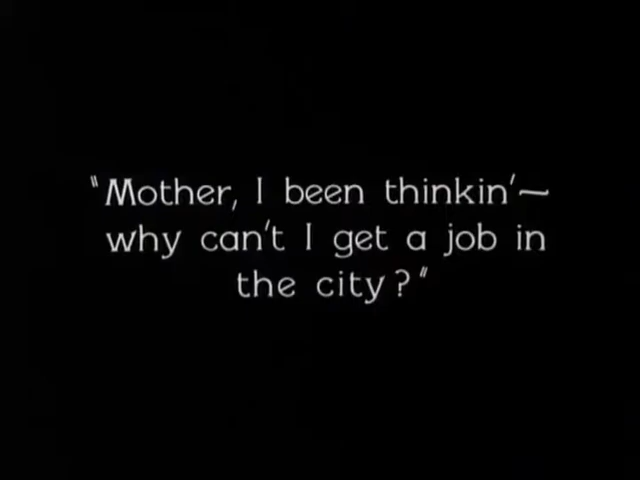 "Mother, I been thinkin'—
why can't I get a job in
the city?"